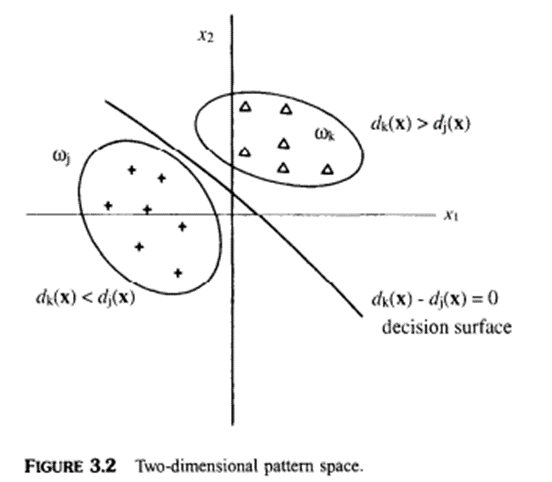 x2
ωk
dk(x) > dj(x)
ωj
x1
dk(x) < dj(x)
dk(x) - dj(x) = 0
decision surface
FIGURE 3.2 Two-dimensional pattern space.